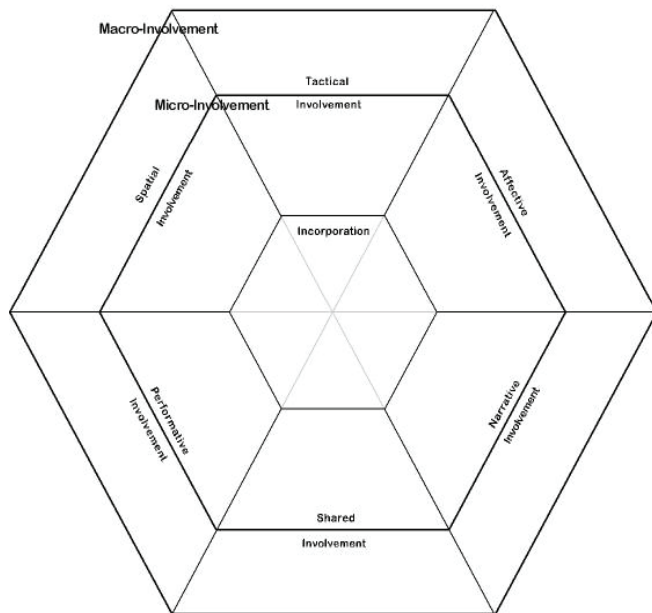 Macro-Involvement
Tactical
Micro-Involvement
Involvement
Spatial
Involvement
Affective
Involvement
Incorporation
Performative
Involvement
Narrative
Involvement
Shared
Involvement